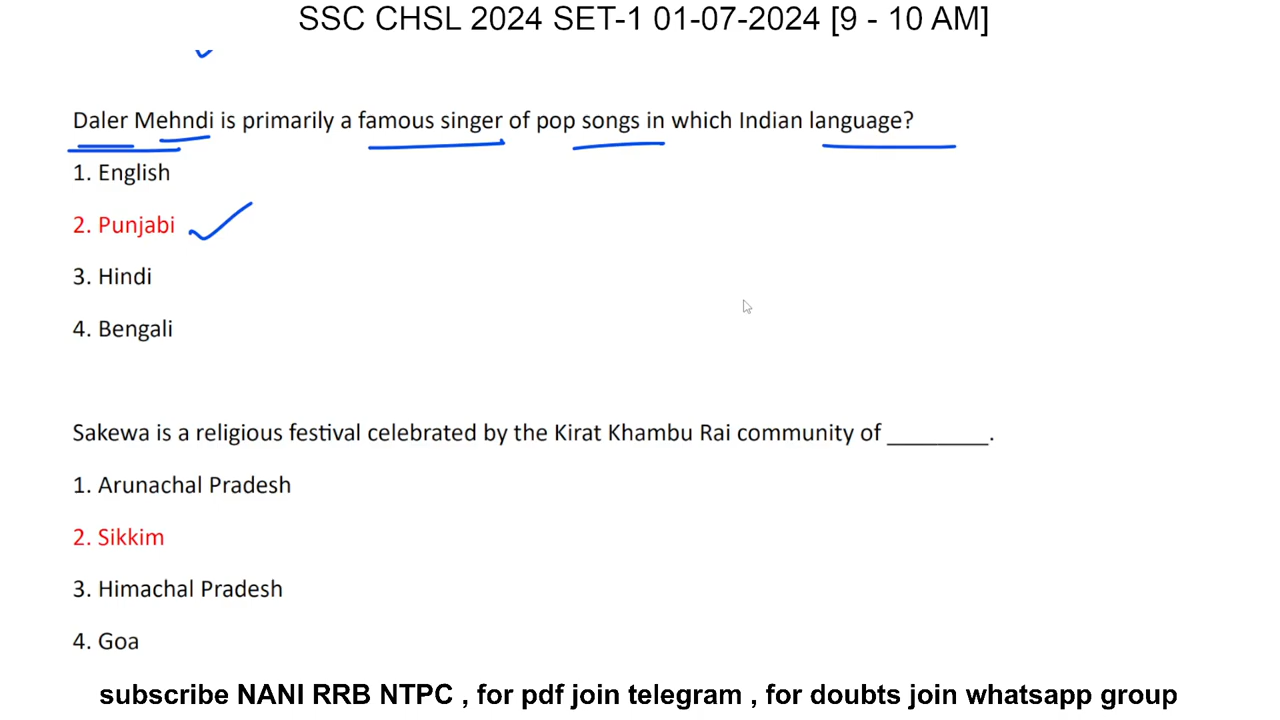 SSC CHSL 2024 SET-1 01-07-2024 [9 - 10 AM]
Daler Mehndi is primarily a famous singer of pop songs in which Indian language?
1. English
2. Punjabi
3. Hindi
4. Bengali
Sakewa is a religious festival celebrated by the Kirat Khambu Rai community of ________.
1. Arunachal Pradesh
2. Sikkim
3. Himachal Pradesh
4. Goa
subscribe NANI RRB NTPC , for pdf join telegram , for doubts join whatsapp group